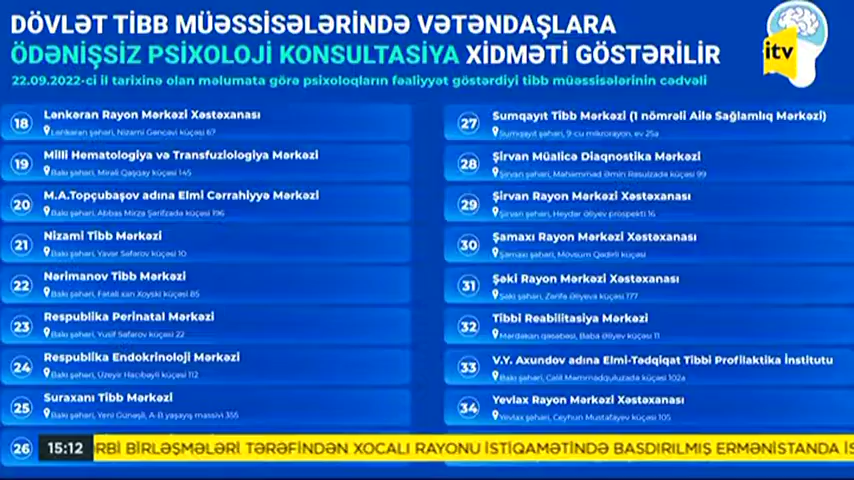 DÖVLƏT TİBB MÜƏSSİSƏLƏRİNDƏ VƏTƏNDAŞLARA
ÖDƏNİŞSİZ PSİXOLOJİ KONSULTASİYA XİDMƏTİ GÖSTƏRİLİR
itv
22.09.2022-ci il tarixinə olan məlumata görə psixoloqların fəaliyyət göstərdiyi tibb müəssisələrinin cədvəli
18 Lənkəran Rayon Mərkəzi Xəstəxanası
Lənkəran şəhəri, Nizami Gəncəvi küçəsi 67
19 Milli Hematologiya və Transfuziologiya Mərkəzi
Bakı şəhəri, Mirəli Qaşqay küçəsi 145
20 M.A.Topçubaşov adına Elmi Cərrahiyyə Mərkəzi
Bakı şəhəri, Abbas Mirzə Şərifzadə küçəsi 196
21 Nizami Tibb Mərkəzi
Bakı şəhəri, Yavər Səfərov küçəsi 10
22 Nərimanov Tibb Mərkəzi
Bakı şəhəri, Fətəli xan Xoyski küçəsi 85
23 Respublika Perinatal Mərkəzi
Bakı şəhəri, Yusif Səfərov küçəsi 22
24 Respublika Endokrinoloji Mərkəzi
Bakı şəhəri, Üzeyir Hacıbəyli küçəsi 112
25 Suraxanı Tibb Mərkəzi
Bakı şəhəri, Yeni Günəşli, A-B yaşayış massivi 355
26
27 Sumqayıt Tibb Mərkəzi (1 nömrəli Ailə Sağlamlıq Mərkəzi)
Sumqayıt şəhəri, 9-cu mikrorayon, ev 25a
28 Şirvan Müalicə Diaqnostika Mərkəzi
Şirvan şəhəri, Məhəmməd Əmin Rəsulzadə küçəsi 99
29 Şirvan Rayon Mərkəzi Xəstəxanası
Şirvan şəhəri, Heydər Əliyev prospekti 16
30 Şamaxı Rayon Mərkəzi Xəstəxanası
Şamaxı şəhəri, Mövsüm Qədirli küçəsi
31 Şəki Rayon Mərkəzi Xəstəxanası
Şəki şəhəri, Zərifə Əliyeva küçəsi 177
32 Tibbi Reabilitasiya Mərkəzi
Mərdəkan qəsəbəsi, Baba Əliyev küçəsi 11
33 V.Y. Axundov adına Elmi-Tədqiqat Tibbi Profilaktika İnstitutu
Bakı şəhəri, Cəlil Məmmədquluzadə küçəsi 102a
34 Yevlax Rayon Mərkəzi Xəstəxanası
Yevlax şəhəri, Ceyhun Mustafayev küçəsi 105
15:12 ƏRBİ BİRLƏŞMƏLƏRİ TƏRƏFİNDƏN XOCALI RAYONU İSTİQAMƏTİNDƏ BASDIRILMIŞ ERMƏNİSTANDA İS